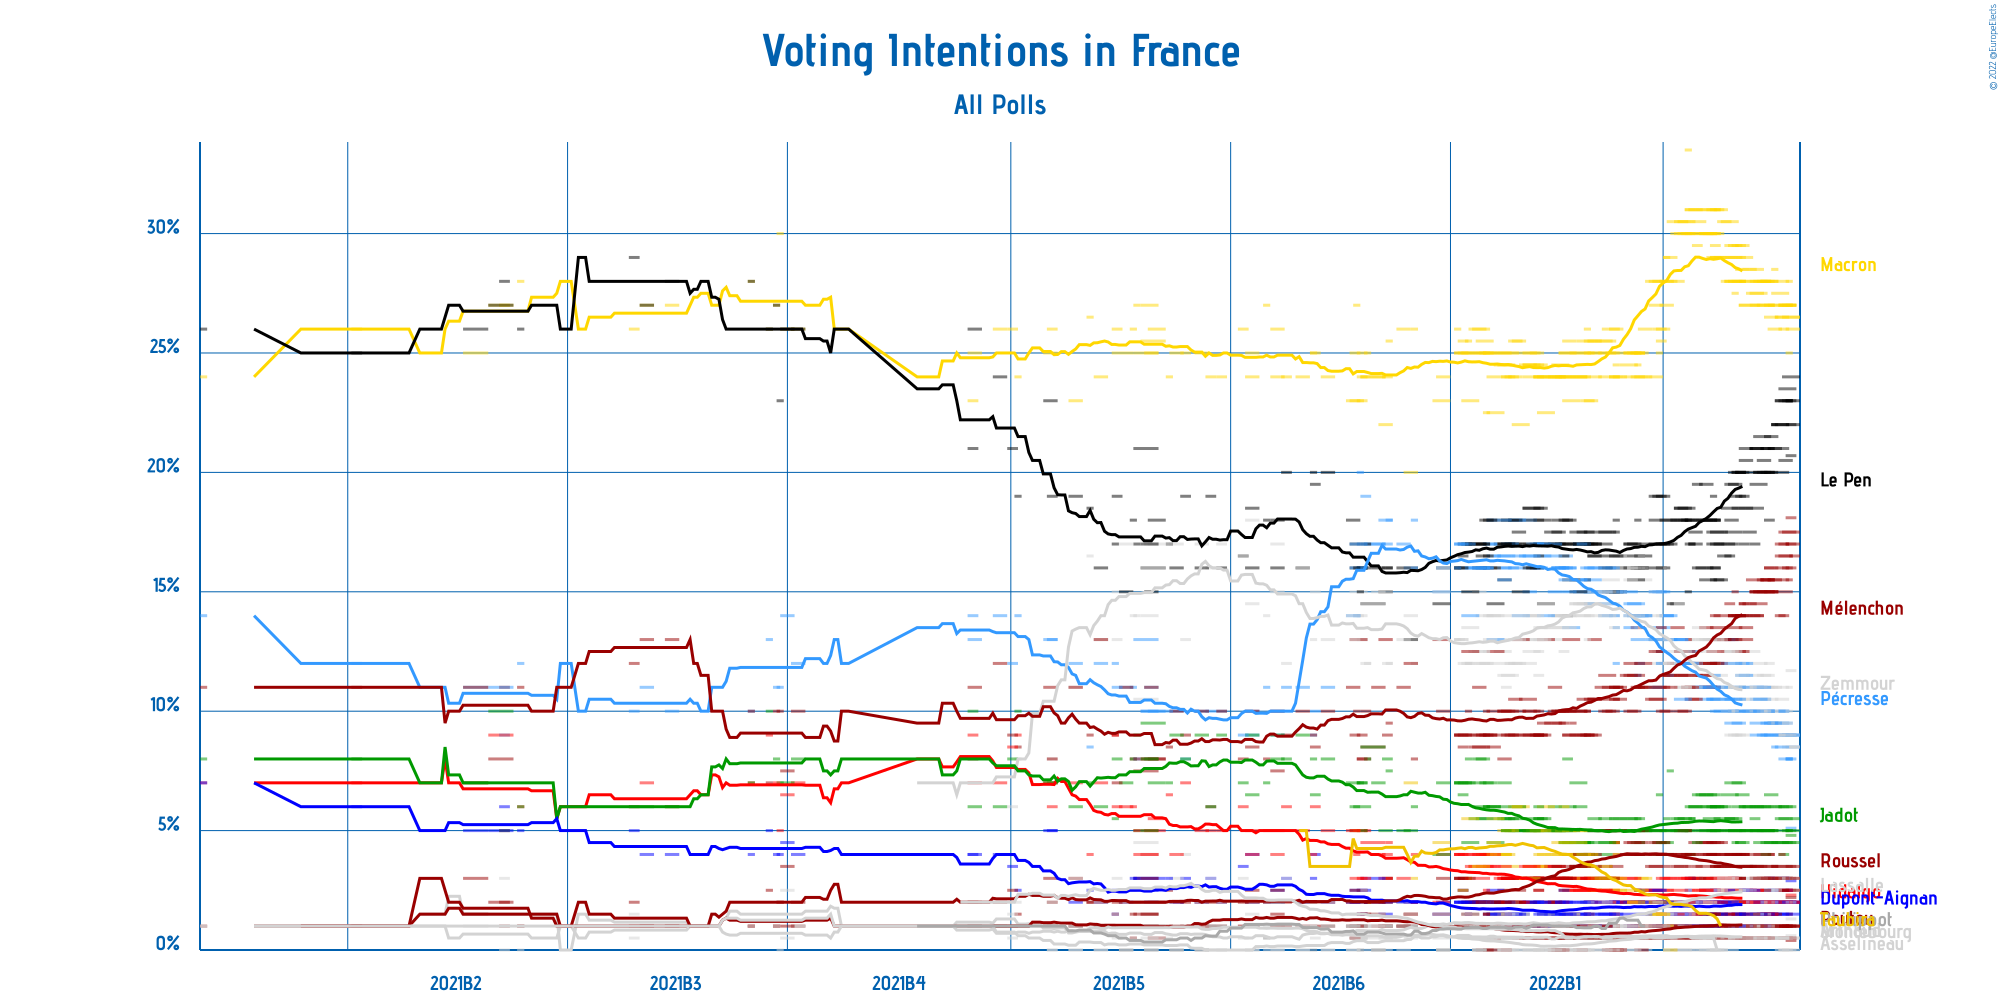 © 2022 @EuropeElects
Voting Intentions in France
All Polls
30%
25%
20%
15%
10%
5%
0%
Macron
Le Pen
Mélenchon
Zemmour
Pécresse
Jadot
Roussel
Lassalle
Dupont-Aignan
Asselineau
2021B2
2021B3
2021B4
2021B5
2021B6
2022B1